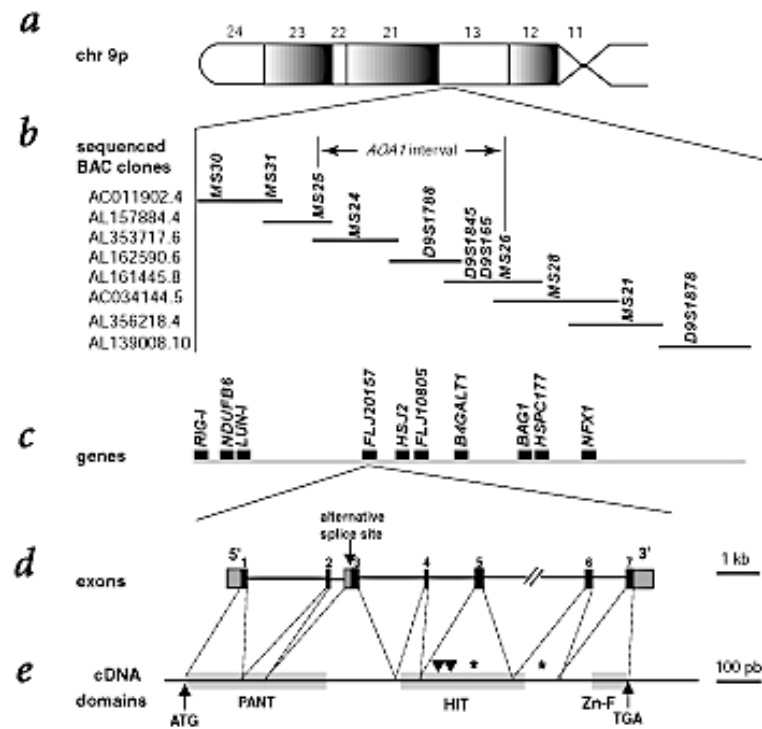 a
24 23 22 21 13 12 11
chr 9p
b
sequenced
BAC clones
AOA1 interval
MS30 MS31 MS25 MS24 D9S1788 D9S1845 D9S165 MS26 MS28 MS21 D9S1878
AC011902.4
AL157884.4
AL353717.6
AL162590.6
AL161445.8
AC034144.5
AL356218.4
AL139008.10
c
genes
RIG-I NDUFB6 LUN-I FLJ20157 HSJ2 FLJ10805 B4GALT1 BAG1 HSPC177 NFX1
alternative
splice site
d
exons
5' 1 2 3 4 5 6 7 3'
1 kb
e
cDNA
domains
* *
100 pb
PANT HIT Zn-F
ATG TGA